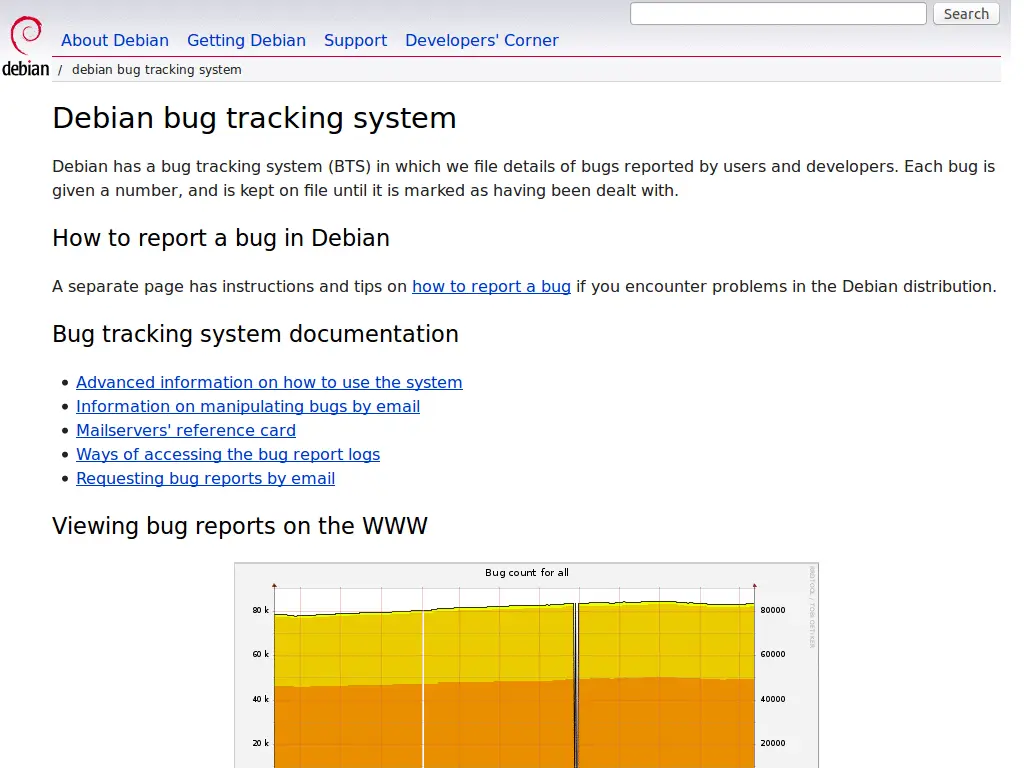 Search
About Debian Getting Debian Support Developers' Corner
debian
/ debian bug tracking system
Debian bug tracking system
Debian has a bug tracking system (BTS) in which we file details of bugs reported by users and developers. Each bug is
given a number, and is kept on file until it is marked as having been dealt with.
How to report a bug in Debian
A separate page has instructions and tips on how to report a bug if you encounter problems in the Debian distribution.
Bug tracking system documentation
• Advanced information on how to use the system
• Information on manipulating bugs by email
• Mailservers' reference card
• Ways of accessing the bug report logs
• Requesting bug reports by email
Viewing bug reports on the WWW
Bug count for all
RRDTOOL / TOBI OETIKER
80 k 80000
60 k 60000
40 k 40000
20 k 20000